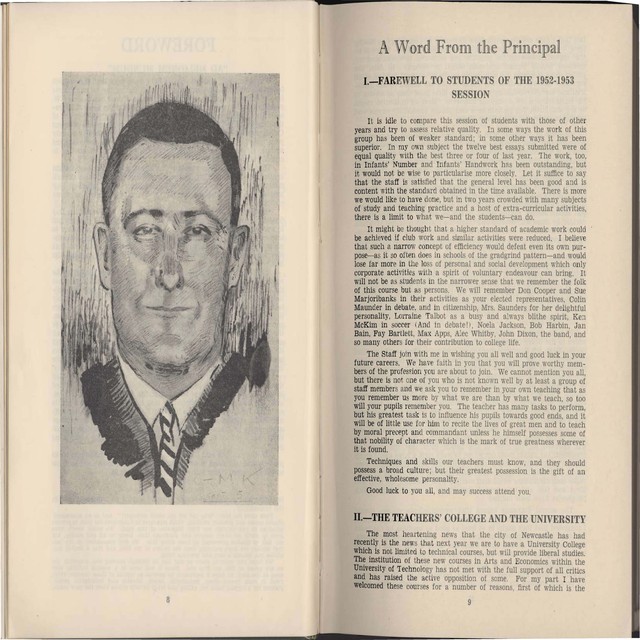 FOREWORD
8
A Word From the Principal
I.—FAREWELL TO STUDENTS OF THE 1952-1953
SESSION
It is idle to compare this session of students with those of other
years and try to assess relative quality. In some ways the work of this
group has been of weaker standard; in some other ways it has been
superior. In my own subject the twelve best essays submitted were of
equal quality with the best three or four of last year. The work, too,
in Infants' Number and Infants' Handwork has been outstanding, but
it would not be wise to particularise more closely. Let it suffice to say
that the staff is satisfied that the general level has been good and is
content with the standard obtained in the time available. There is more
we would like to have done, but in two years crowded with many subjects
of study and teaching practice and a host of extra-curricular activities,
there is a limit to what we—and the students—can do.
It might be thought that a higher standard of academic work could
be achieved if club work and similar activities were reduced. I believe
that such a narrow concept of efficiency would defeat even its own pur-
pose—as it so often does in schools of the gradgrind pattern—and would
lose far more in the loss of personal and social development which only
corporate activities with a spirit of voluntary endeavour can bring. It
will not be as students in the narrower sense that we remember the folk
of this course but as persons. We will remember Don Cooper and Sue
Marjoribanks in their activities as your elected representatives, Colin
Maunder in debate, and in citizenship, Mrs. Saunders for her delightful
personality, Lorraine Talbot as a busy and always blithe spirit, Ken
McKim in soccer (And in debate!), Noela Jackson, Bob Harbin, Jan
Bain, Fay Bartlett, Max Apps, Alec Whitby, John Dixon, the band, and
so many others for their contribution to college life.
The Staff join with me in wishing you all well and good luck in your
future careers. We have faith in you that you will prove worthy mem-
bers of the profession you are about to join. We cannot mention you all,
but there is not one of you who is not known well by at least a group of
staff members and we ask you to remember in your own teaching that as
you remember us more by what we are than by what we teach, so too
will your pupils remember you. The teacher has many tasks to perform,
but his greatest task is to influence his pupils towards good ends, and it
will be of little use for him to recite the lives of great men and to teach
by moral precept and commandant unless he himself possesses some of
that nobility of character which is the mark of true greatness wherever
it is found.
Techniques and skills our teachers must know, and they should
possess a broad culture; but their greatest possession is the gift of an
effective, wholesome personality.
Good luck to you all, and may success attend you.
II.—THE TEACHERS' COLLEGE AND THE UNIVERSITY
The most heartening news that the city of Newcastle has had
recently is the news that next year we are to have a University College
which is not limited to technical courses, but will provide liberal studies.
The institution of these new courses in Arts and Economics within the
University of Technology has not met with the full support of all critics
and has raised the active opposition of some. For my part I have
welcomed these courses for a number of reasons, first of which is the
9